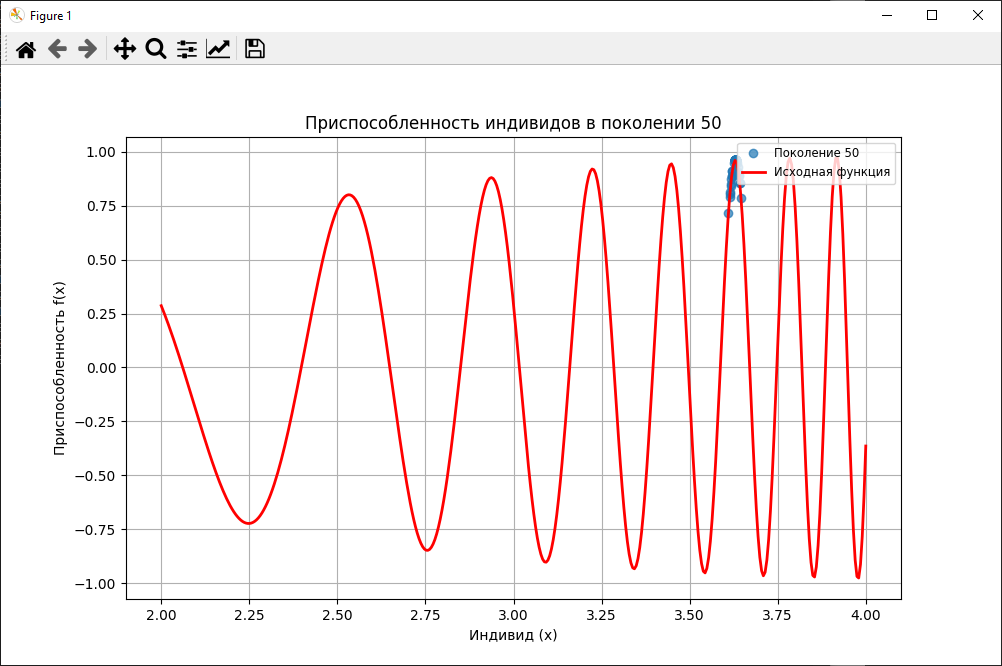 Figure 1
Приспособленность индивидов в поколении 50
Поколение 50
Исходная функция
Приспособленность f(x)
1.00
0.75
0.50
0.25
0.00
−0.25
−0.50
−0.75
−1.00
2.00 2.25 2.50 2.75 3.00 3.25 3.50 3.75 4.00
Индивид (x)